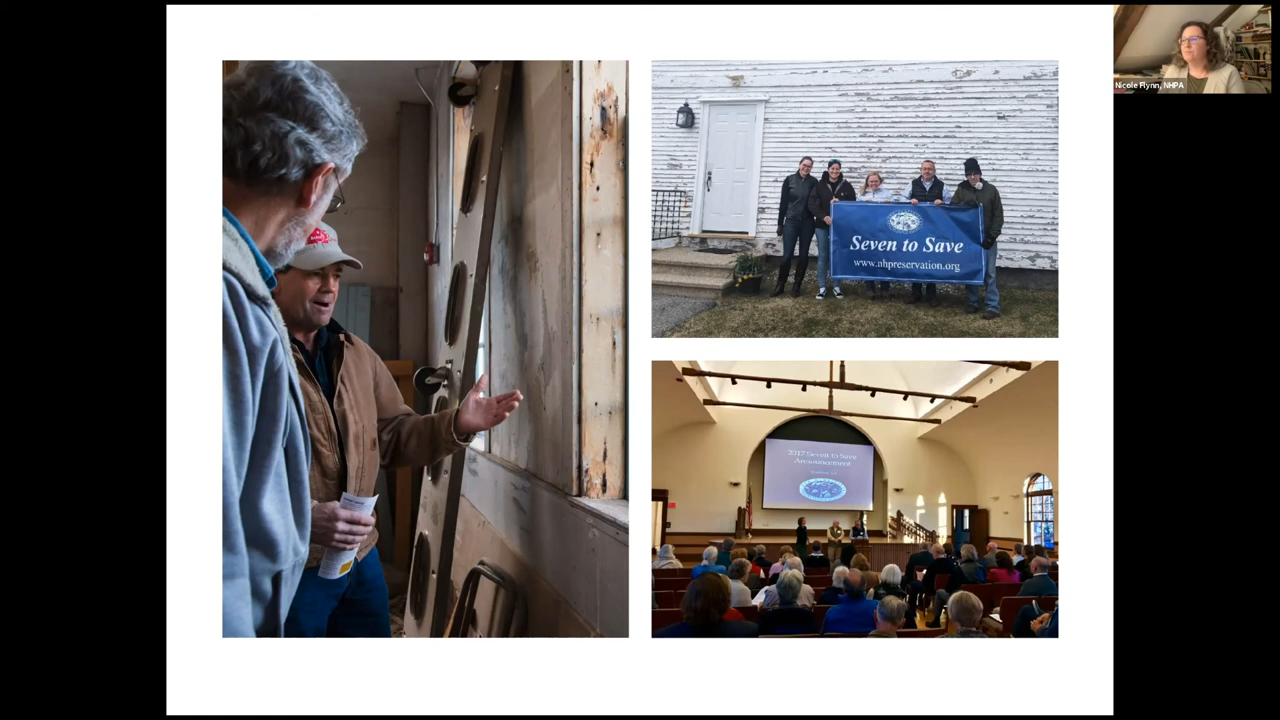 Nicole Flynn, NHPA
Seven to Save
www.nhpreservation.org
2017 Seven to Save
Announcement